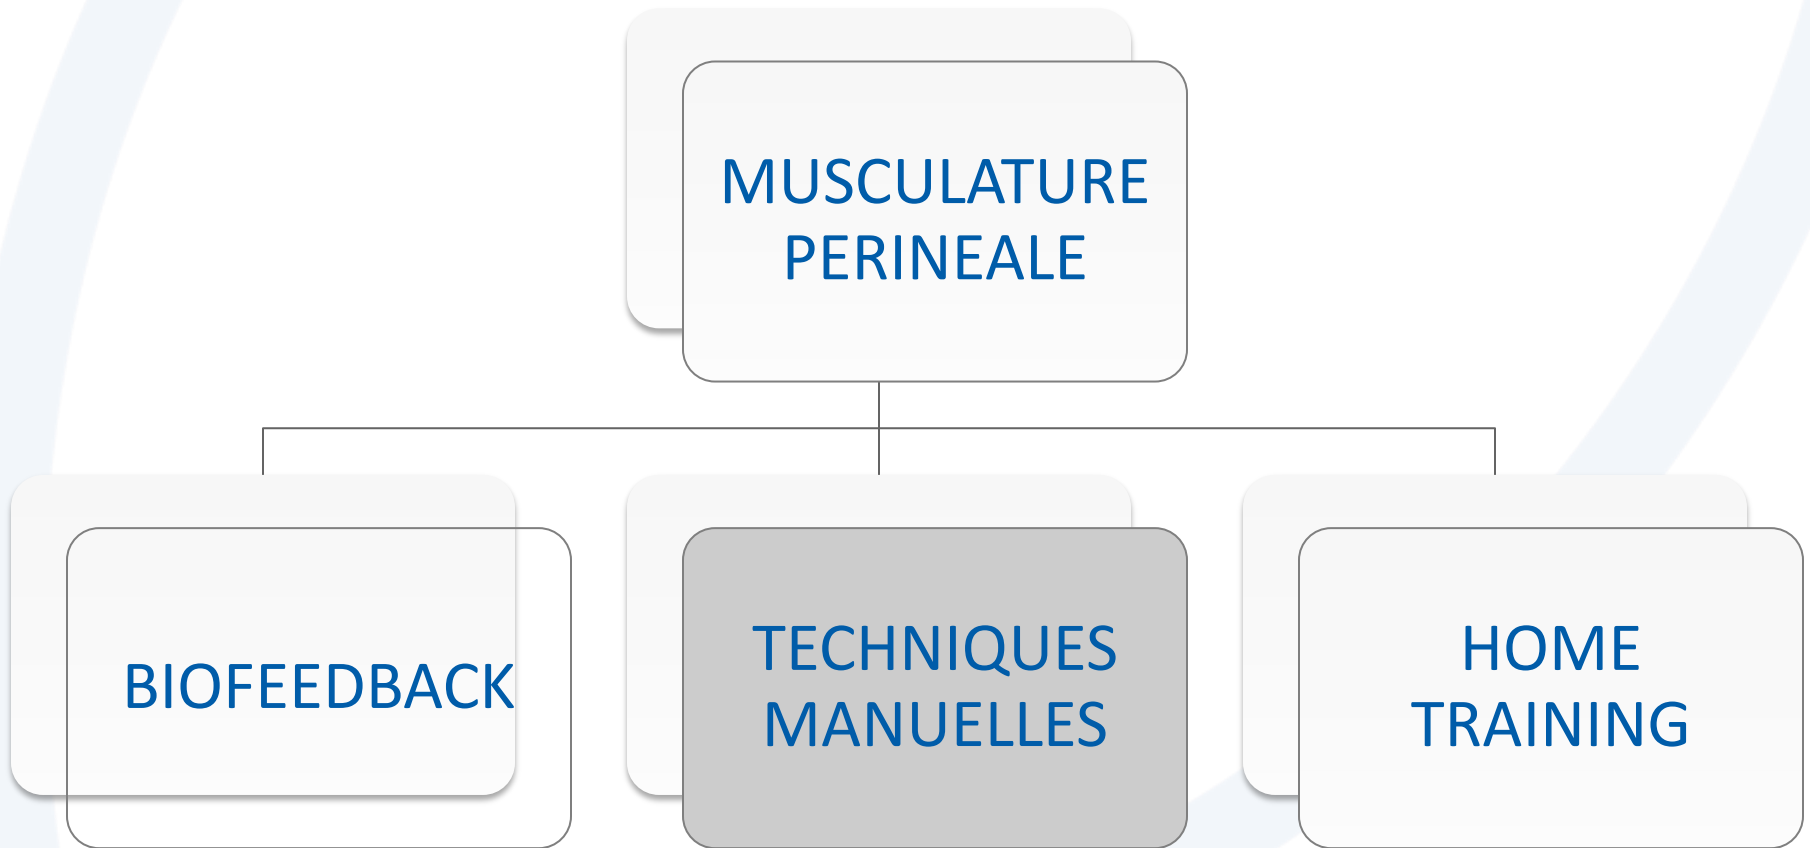 MUSCULATURE
PERINEALE
BIOFEEDBACK
TECHNIQUES
MANUELLES
HOME
TRAINING